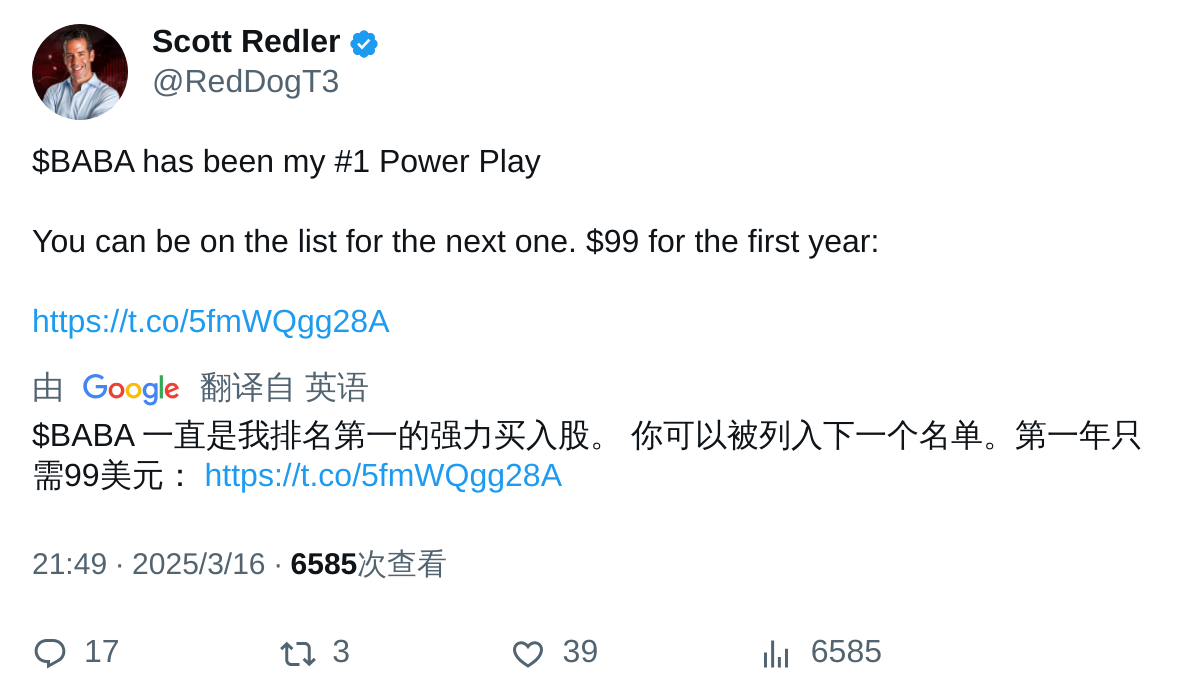 Scott Redler
@RedDogT3
$BABA has been my #1 Power Play
You can be on the list for the next one. $99 for the first year:
https://t.co/5fmWQgg28A
由 Google 翻译自 英语
$BABA 一直是我排名第一的强力买入股。 你可以被列入下一个名单。第一年只
需99美元： https://t.co/5fmWQgg28A
21:49 · 2025/3/16 · 6585次查看
17 3 39 6585